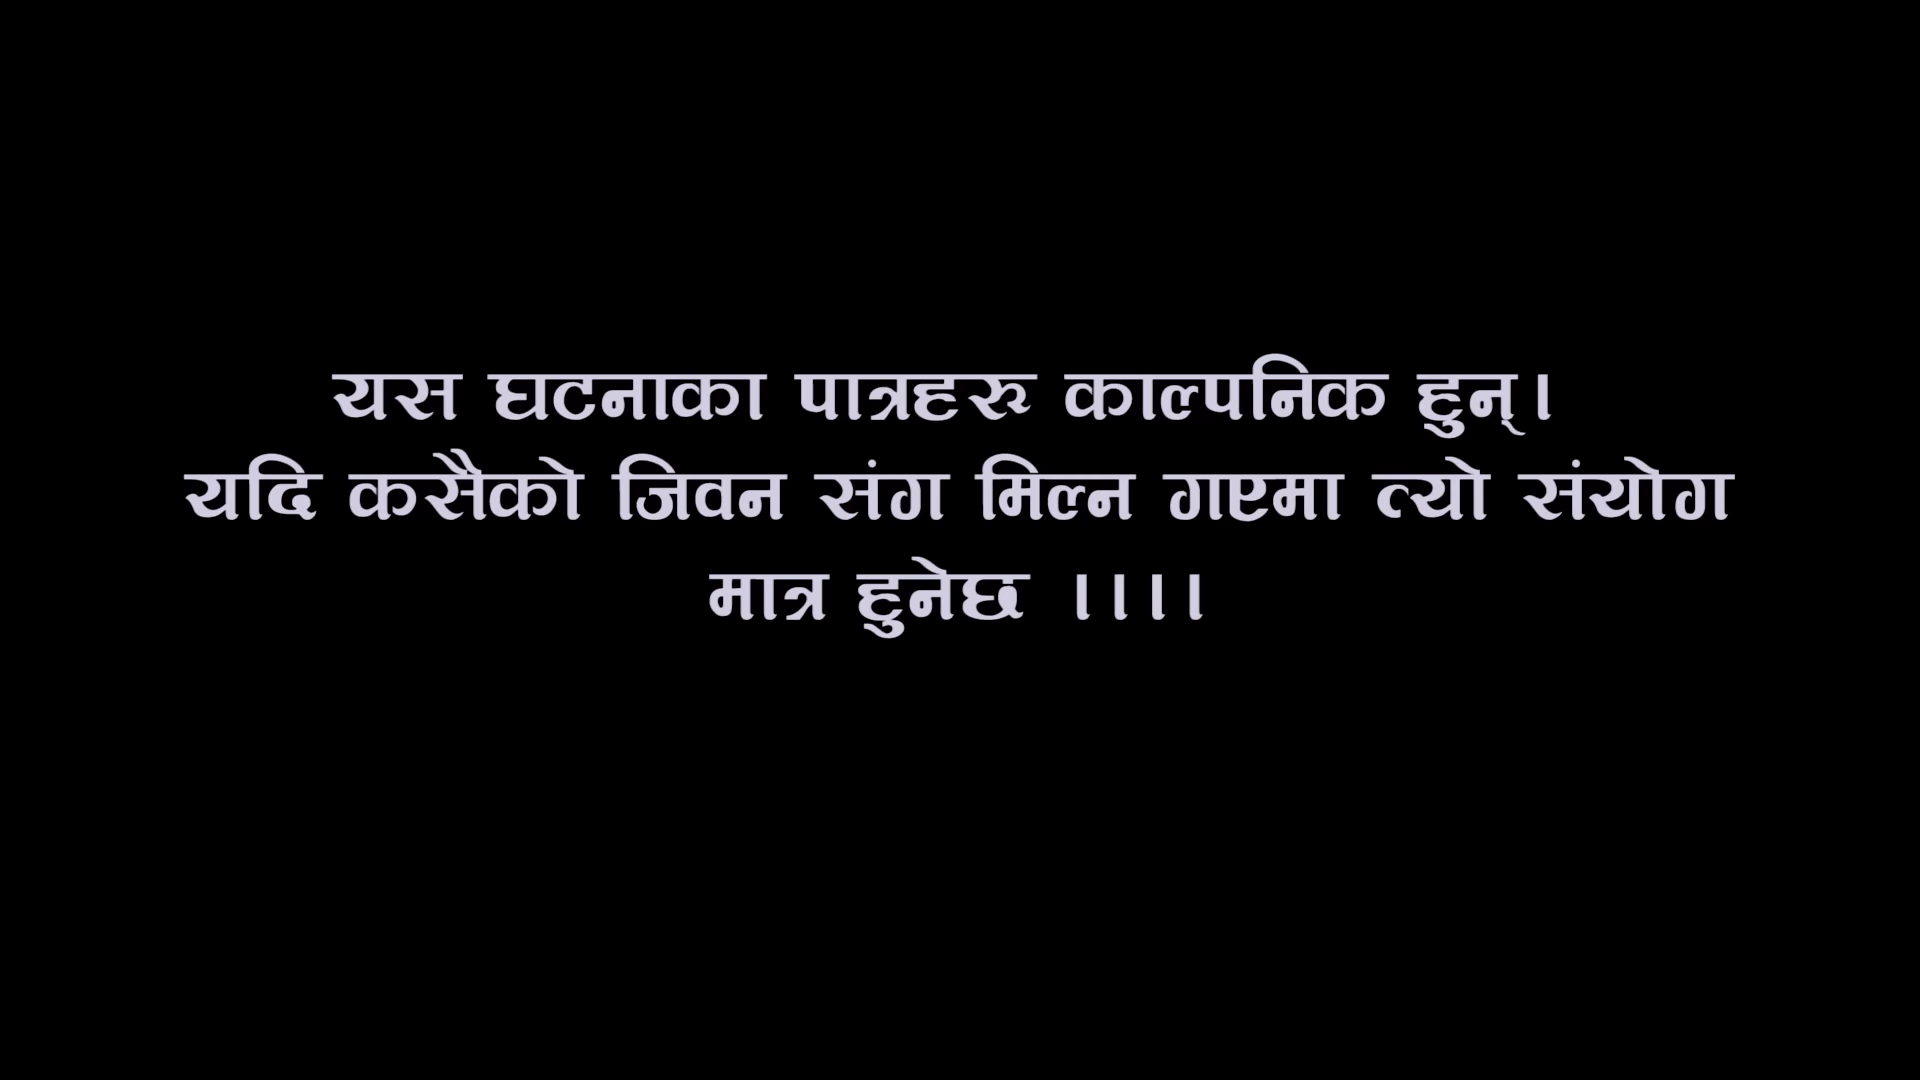 यस घटनाका पात्रहरु काल्पनिक हुन्।
यदि कसैको जिवन संग मिल्न गएमा त्यो संयोग
मात्र हुनेछ ।।।।